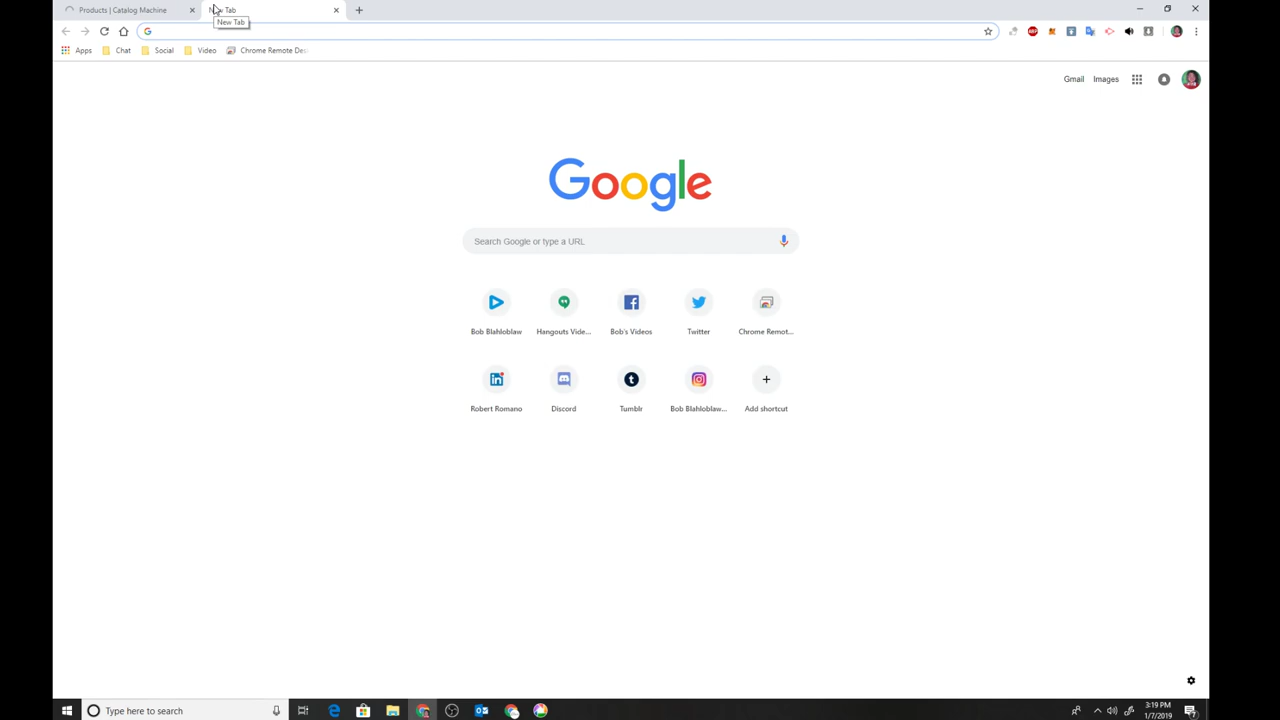 Products | Catalog Machine
New Tab
New Tab
Apps
Chat
Social
Video
Chrome Remote Des
Gmail
Images
Google
Search Google or type a URL
Bob Blahloblaw
Hangouts Vide...
Bob's Videos
Twitter
Chrome Remot...
Robert Romano
Discord
Tumblr
Bob Blahloblaw...
Add shortcut
Type here to search
3:19 PM
1/7/2019